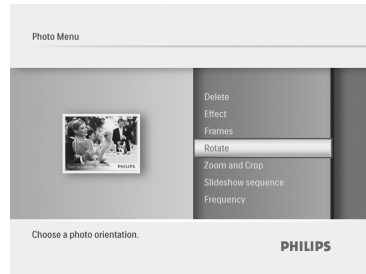 Photo Menu
Delete
Effect
Frames
Rotate
Zoom and Crop
Slideshow sequence
Frequency
PHILIPS
Choose a photo orientation.
PHILIPS